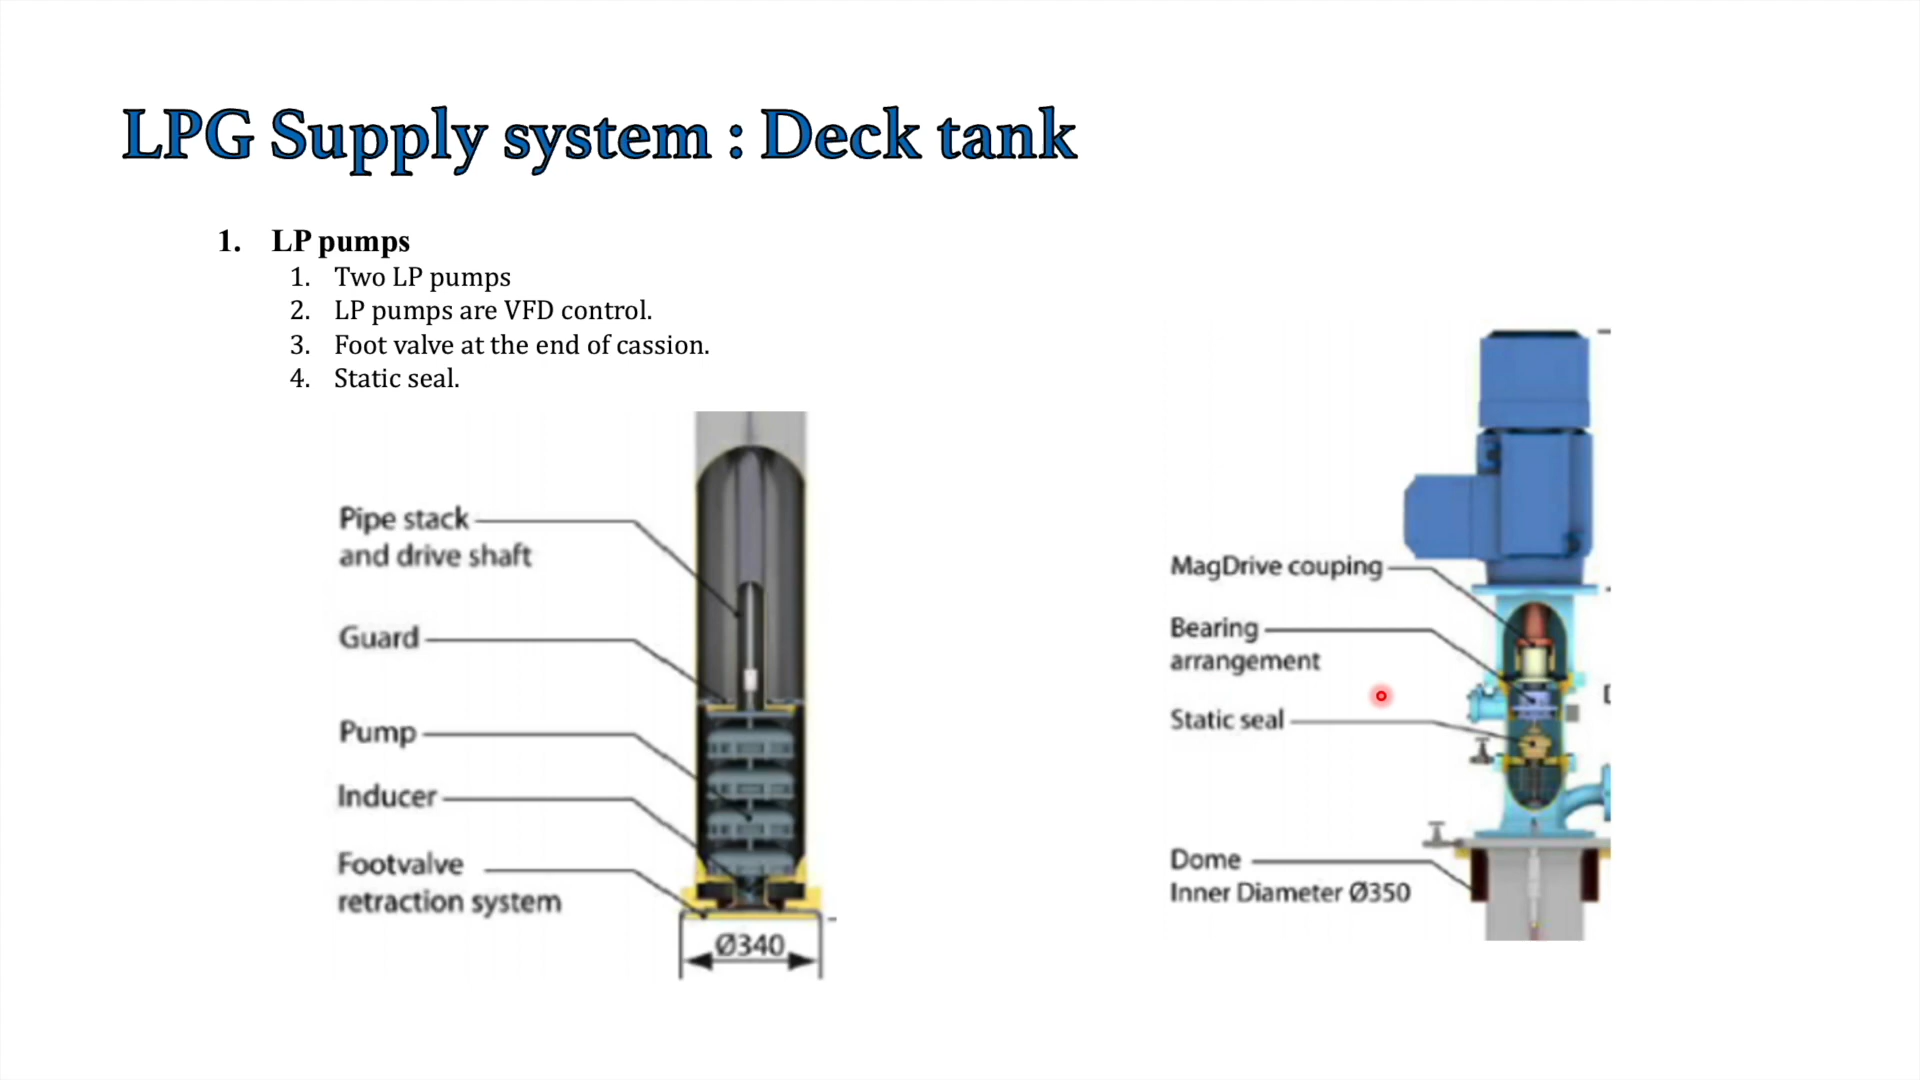 LPG Supply system : Deck tank
1. LP pumps
1. Two LP pumps
2. LP pumps are VFD control.
3. Foot valve at the end of cassion.
4. Static seal.
Pipe stack
and drive shaft
Guard
Pump
Inducer
Footvalve
retraction system
Ø340
MagDrive couping
Bearing
arrangement
Static seal
Dome
Inner Diameter Ø350